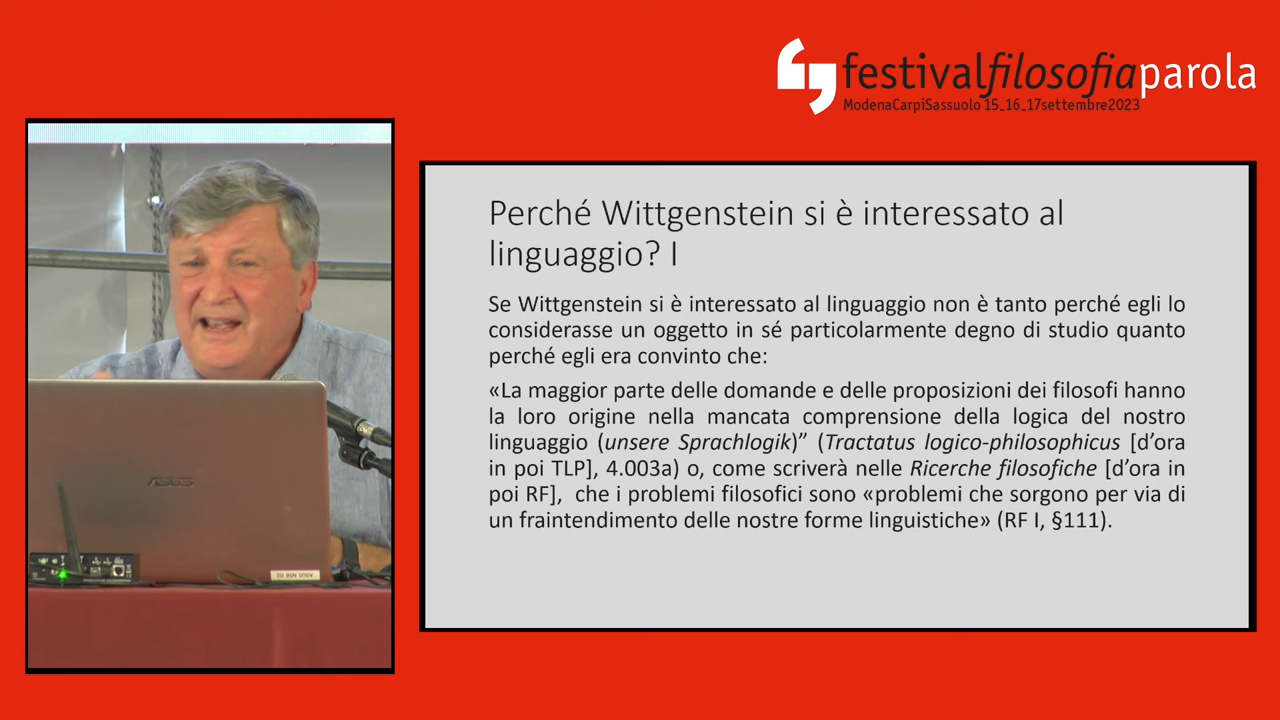 festivalfilosofiaparola
ModenaCarpiSassuolo 15_16_17settembre2023
Perché Wittgenstein si è interessato al
linguaggio? I
Se Wittgenstein si è interessato al linguaggio non è tanto perché egli lo
considerasse un oggetto in sé particolarmente degno di studio quanto
perché egli era convinto che:
«La maggior parte delle domande e delle proposizioni dei filosofi hanno
la loro origine nella mancata comprensione della logica del nostro
linguaggio (unsere Sprachlogik)” (Tractatus logico-philosophicus [d’ora
in poi TLP], 4.003a) o, come scriverà nelle Ricerche filosofiche [d’ora in
poi RF], che i problemi filosofici sono «problemi che sorgono per via di
un fraintendimento delle nostre forme linguistiche» (RF I, §111).
ASUS